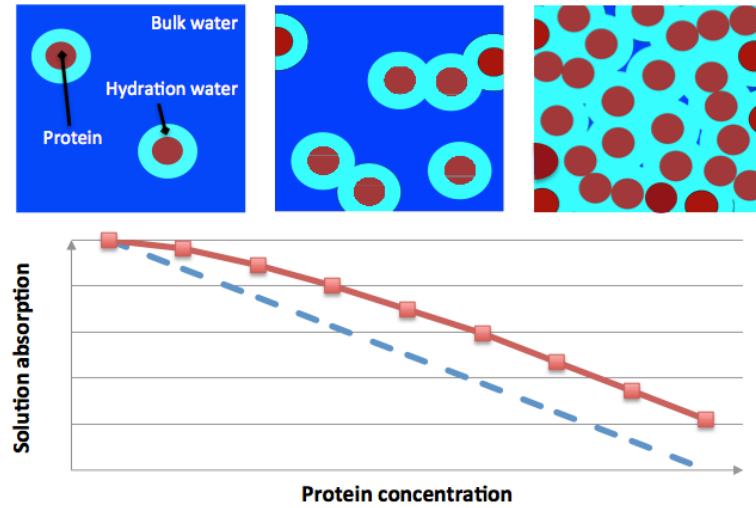 Bulk water
Hydration water
Protein
Solution absorption
Protein concentration